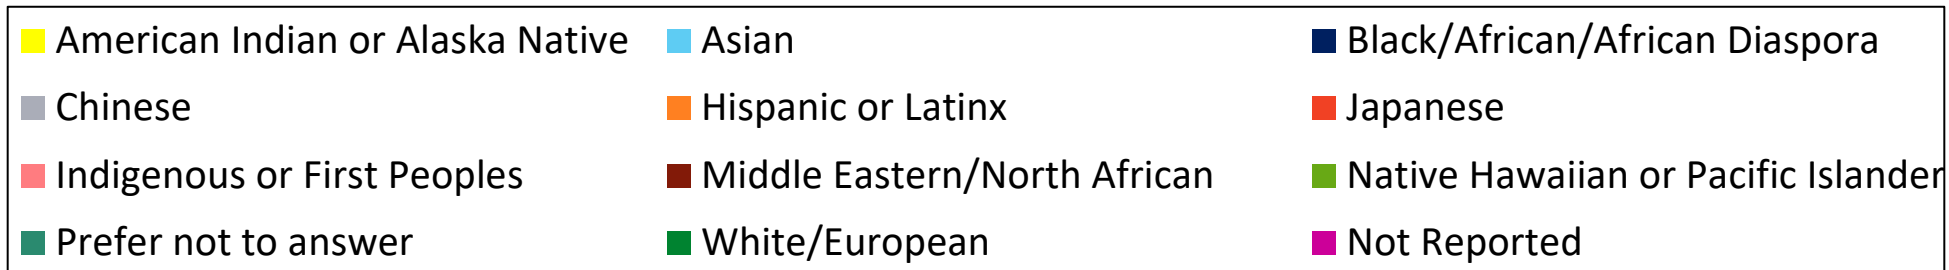 American Indian or Alaska Native Asian Black/African/African Diaspora
Chinese Hispanic or Latinx Japanese
Indigenous or First Peoples Middle Eastern/North African Native Hawaiian or Pacific Islander
Prefer not to answer White/European Not Reported